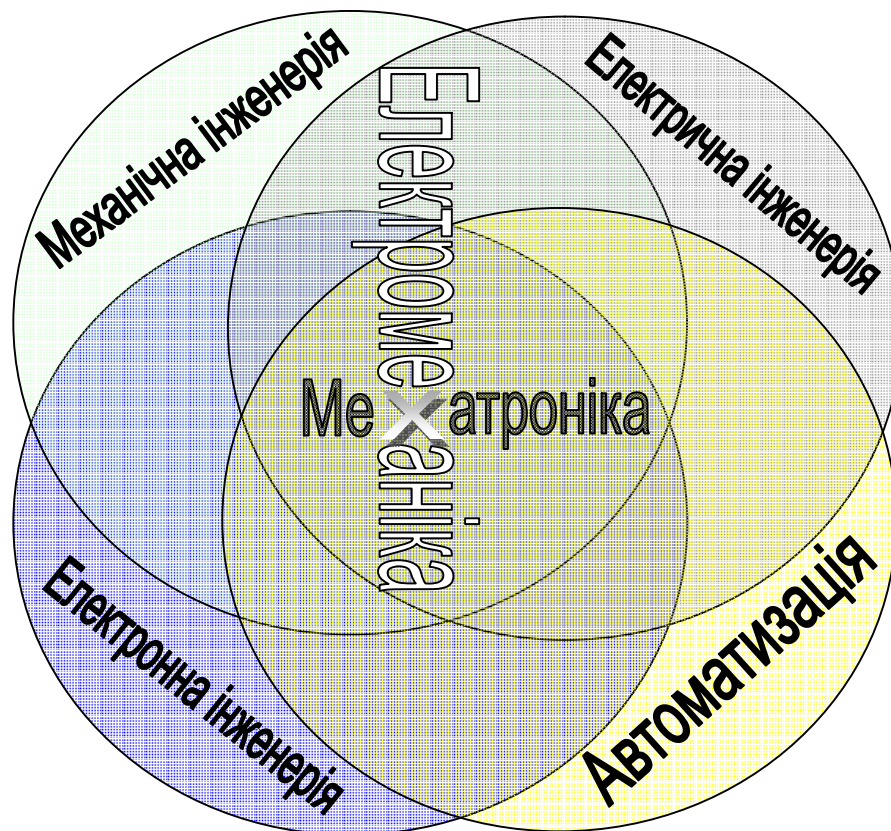 Механічна інженерія
Електрична інженерія
Електромеханіка
Мехатроніка
Електронна інженерія
Автоматизація